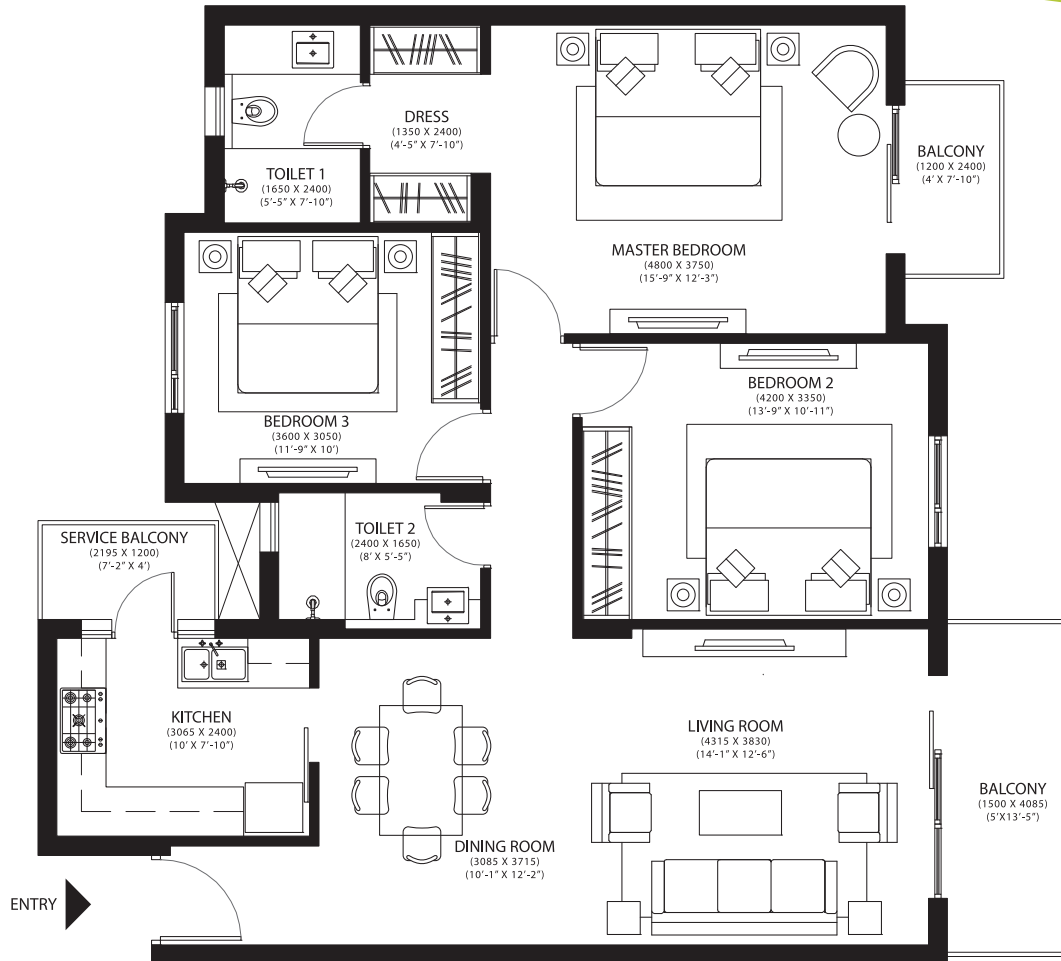 DRESS
(1350 X 2400)
(4'-5" X 7'-10")
TOILET 1
(1650 X 2400)
(5'-5" X 7'-10")
BALCONY
(1200 X 2400)
(4' X 7'-10")
MASTER BEDROOM
(4800 X 3750)
(15'-9" X 12'-3")
BEDROOM 2
(4200 X 3350)
(13'-9" X 10'-11")
BEDROOM 3
(3600 X 3050)
(11'-9" X 10')
TOILET 2
(2400 X 1650)
(8' X 5'-5")
SERVICE BALCONY
(2195 X 1200)
(7'-2" X 4')
KITCHEN
(3065 X 2400)
(10' X 7'-10")
LIVING ROOM
(4315 X 3830)
(14'-1" X 12'-6")
BALCONY
(1500 X 4085)
(5'X13'-5")
DINING ROOM
(3085 X 3715)
(10'-1" X 12'-2")
ENTRY